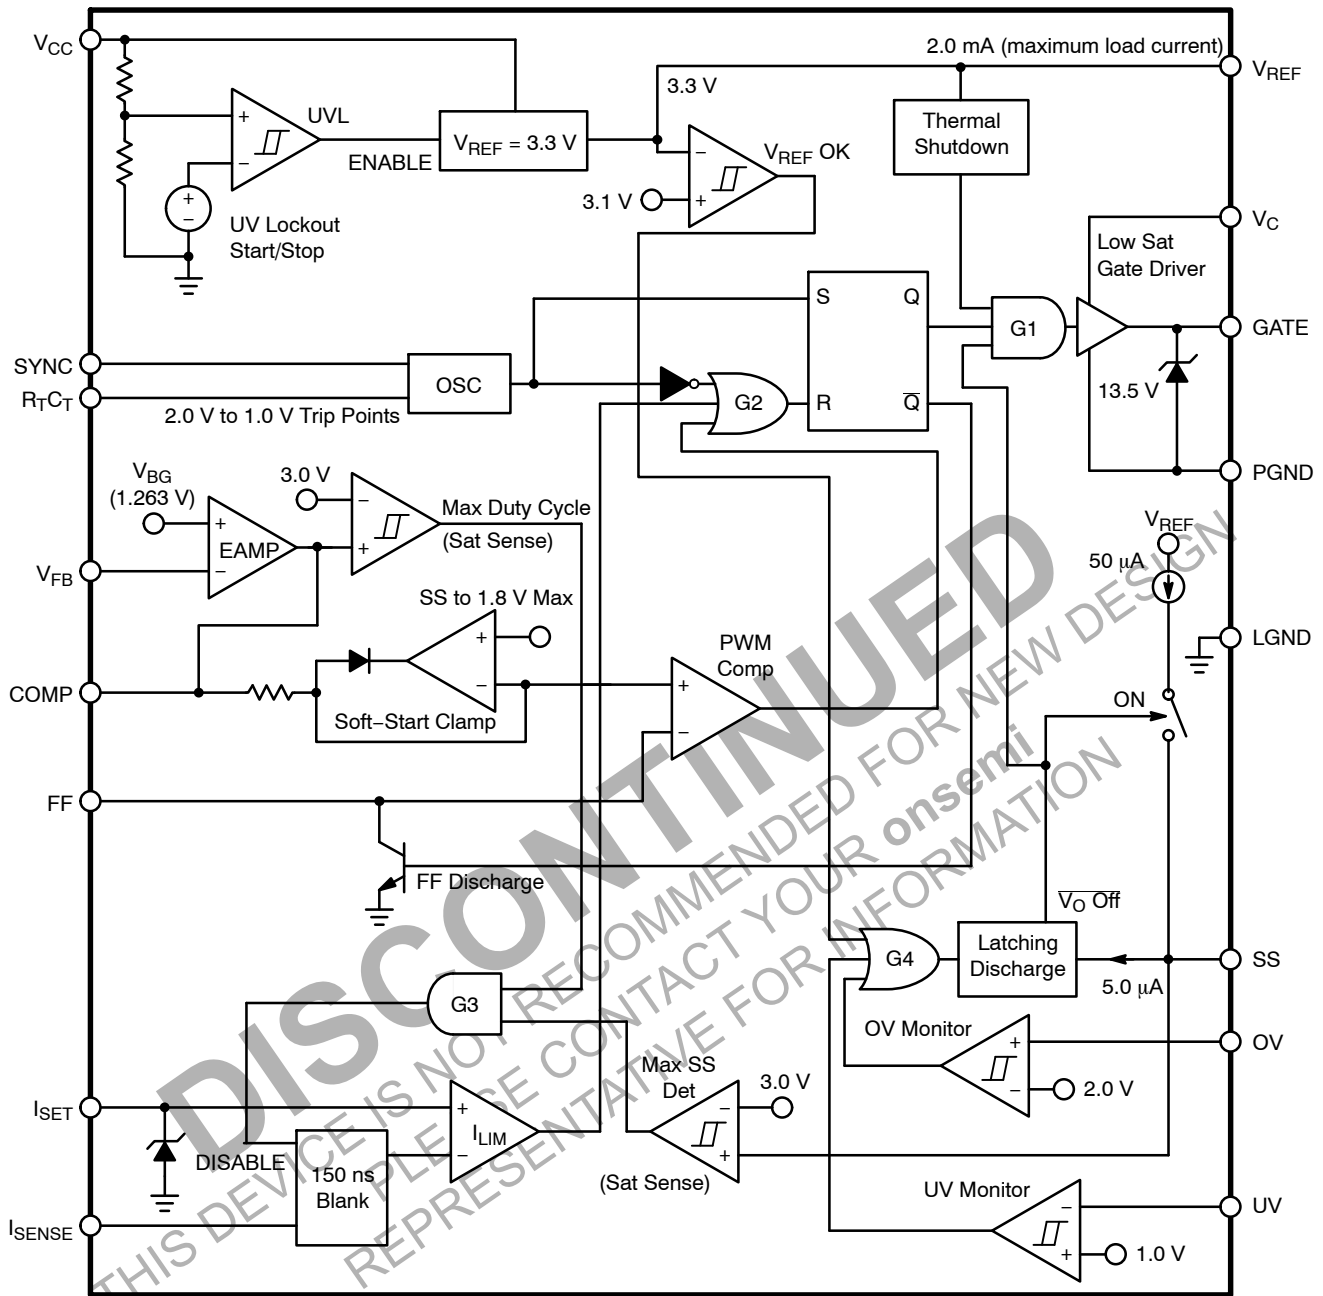 2.0 mA (maximum load current)
VCC
VREF
3.3 V
UVL
+
−
ENABLE
VREF = 3.3 V
Thermal
Shutdown
−
+
VREF OK
3.1 V
+
−
UV Lockout
Start/Stop
VC
Low Sat
Gate Driver
S
Q
G1
GATE
SYNC
RTCT
OSC
2.0 V to 1.0 V Trip Points
G2
R
Q
13.5 V
VBG
(1.263 V)
3.0 V
PGND
+
−
EAMP
−
+
Max Duty Cycle
(Sat Sense)
VREF
50 µA
VFB
SS to 1.8 V Max
+
−
Soft−Start Clamp
PWM
Comp
+
−
LGND
COMP
ON
FF
FF Discharge
VO Off
G4
Latching
Discharge
SS
5.0 µA
G3
OV Monitor
+
−
2.0 V
OV
Max SS
Det
3.0 V
−
+
(Sat Sense)
ISET
+
−
ILIM
DISABLE
150 ns
Blank
UV Monitor
−
+
1.0 V
UV
ISENSE
DISCONTINUED
THIS DEVICE IS NOT RECOMMENDED FOR NEW DESIGN
PLEASE CONTACT YOUR onsemi
REPRESENTATIVE FOR INFORMATION